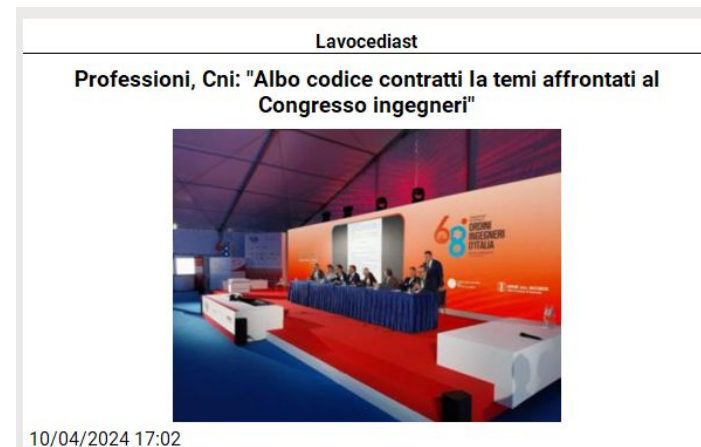 Lavocediast
Professioni, Cni: "Albo codice contratti Ia temi affrontati al
Congresso ingegneri"
68°
ORDINI
INGEGNERI
D'ITALIA
10/04/2024 17:02